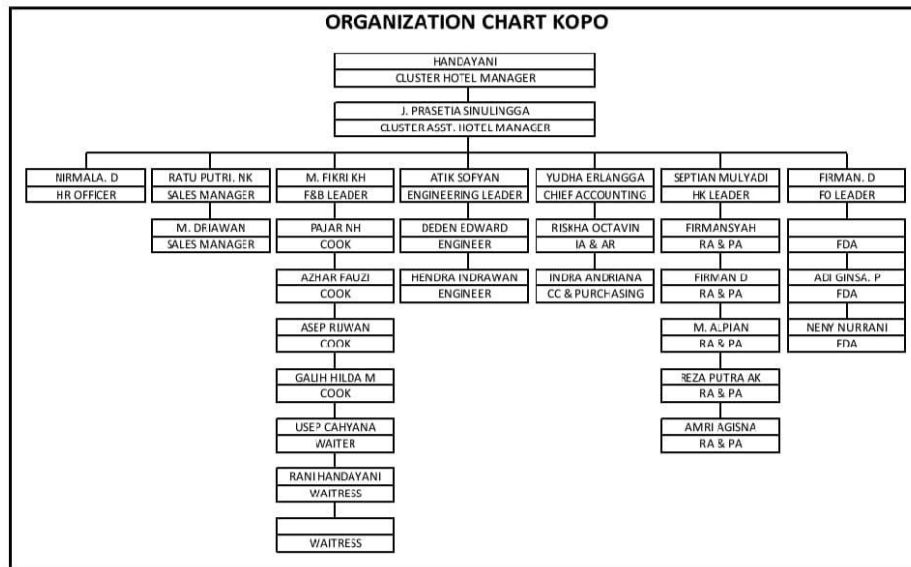 ORGANIZATION CHART KOPO
HANDAYANI
CLUSTER HOTEL MANAGER
J. PRASETIA SINULINGGA
CLUSTER ASST. HOTEL MANAGER
NIRMALA. D
HR OFFICER
RATU PUTRI. NK
SALES MANAGER
M. DRIAWAN
SALES MANAGER
M. FIKRI KH
F&B LEADER
PAJAR NH
COOK
AZHAR FAUZI
COOK
ASEP RIJWAN
COOK
GALIH HILDA M
COOK
USEP CAHYANA
WAITER
RANI HANDAYANI
WAITRESS
WAITRESS
ATIK SOFYAN
ENGINEERING LEADER
DEDEN EDWARD
ENGINEER
HENDRA INDRAWAN
ENGINEER
YUDHA ERLANGGA
CHIEF ACCOUNTING
RISKHA OCTAVIN
IA & AR
INDRA ANDRIANA
CC & PURCHASING
SEPTIAN MULYADI
HK LEADER
FIRMANSYAH
RA & PA
FIRMAN D
RA & PA
M. ALPIAN
RA & PA
REZA PUTRA AK
RA & PA
AMRI AGISNA
RA & PA
FIRMAN. D
FO LEADER
FDA
ADI GINSA. P
FDA
NENY NURRANI
FDA